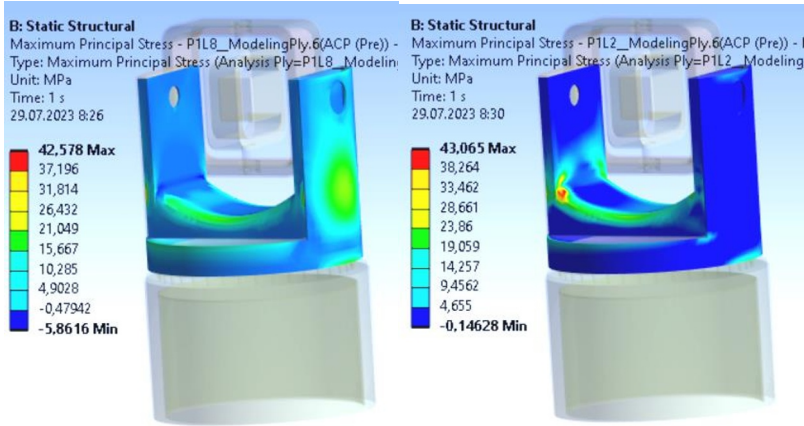 B: Static Structural
Maximum Principal Stress - P1L8__ModelingPly.6(ACP (Pre)) -
Type: Maximum Principal Stress (Analysis Ply=P1L8__Modelin
Unit: MPa
Time: 1 s
29.07.2023 8:26
42,578 Max
37,196
31,814
26,432
21,049
15,667
10,285
4,9028
-0,47942
-5,8616 Min
B: Static Structural
Maximum Principal Stress - P1L2__ModelingPly.6(ACP (Pre)) -
Type: Maximum Principal Stress (Analysis Ply=P1L2__Modeling
Unit: MPa
Time: 1 s
29.07.2023 8:30
43,065 Max
38,264
33,462
28,661
23,86
19,059
14,257
9,4562
4,655
-0,14628 Min